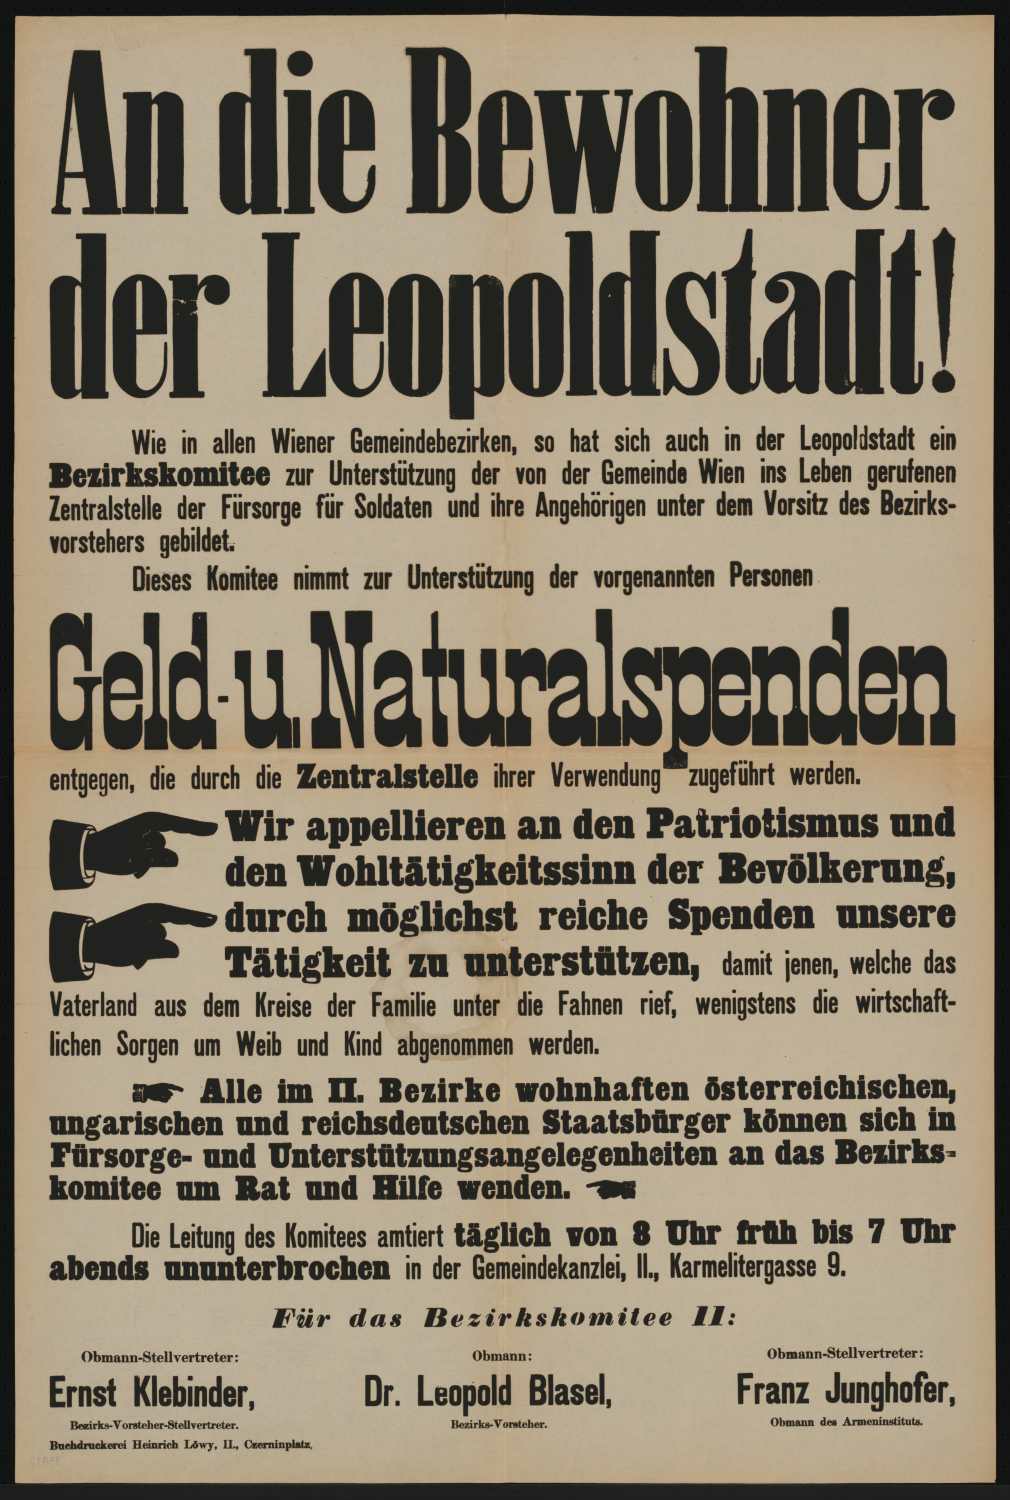 An die Bewohner
der Leopoldstadt!
Wie in allen Wiener Gemeindebezirken, so hat sich auch in der Leopoldstadt ein
Bezirkskomitee zur Unterstützung der von der Gemeinde Wien ins Leben gerufenen
Zentralstelle der Fürsorge für Soldaten und ihre Angehörigen unter dem Vorsitz des Bezirks-
vorstehers gebildet.
Dieses Komitee nimmt zur Unterstützung der vorgenannten Personen
Geld- u. Naturalspenden
entgegen, die durch die Zentralstelle ihrer Verwendung zugeführt werden.
Wir appellieren an den Patriotismus und
den Wohltätigkeitssinn der Bevölkerung,
durch möglichst reiche Spenden unsere
Tätigkeit zu unterstützen, damit jenen, welche das
Vaterland aus dem Kreise der Familie unter die Fahnen rief, wenigstens die wirtschaft-
lichen Sorgen um Weib und Kind abgenommen werden.
Alle im II. Bezirke wohnhaften österreichischen,
ungarischen und reichsdeutschen Staatsbürger können sich in
Fürsorge- und Unterstützungsangelegenheiten an das Bezirks-
komitee um Rat und Hilfe wenden.
Die Leitung des Komitees amtiert täglich von 8 Uhr früh bis 7 Uhr
abends ununterbrochen in der Gemeindekanzlei, II., Karmelitergasse 9.
Für das Bezirkskomitee II:
Obmann-Stellvertreter: Obmann: Obmann-Stellvertreter:
Ernst Klebinder, Dr. Leopold Blasel, Franz Junghofer,
Bezirks-Vorsteher-Stellvertreter. Bezirks-Vorsteher. Obmann des Armeninstituts.
Buchdruckerei Heinrich Löwy, II., Czerninplatz.